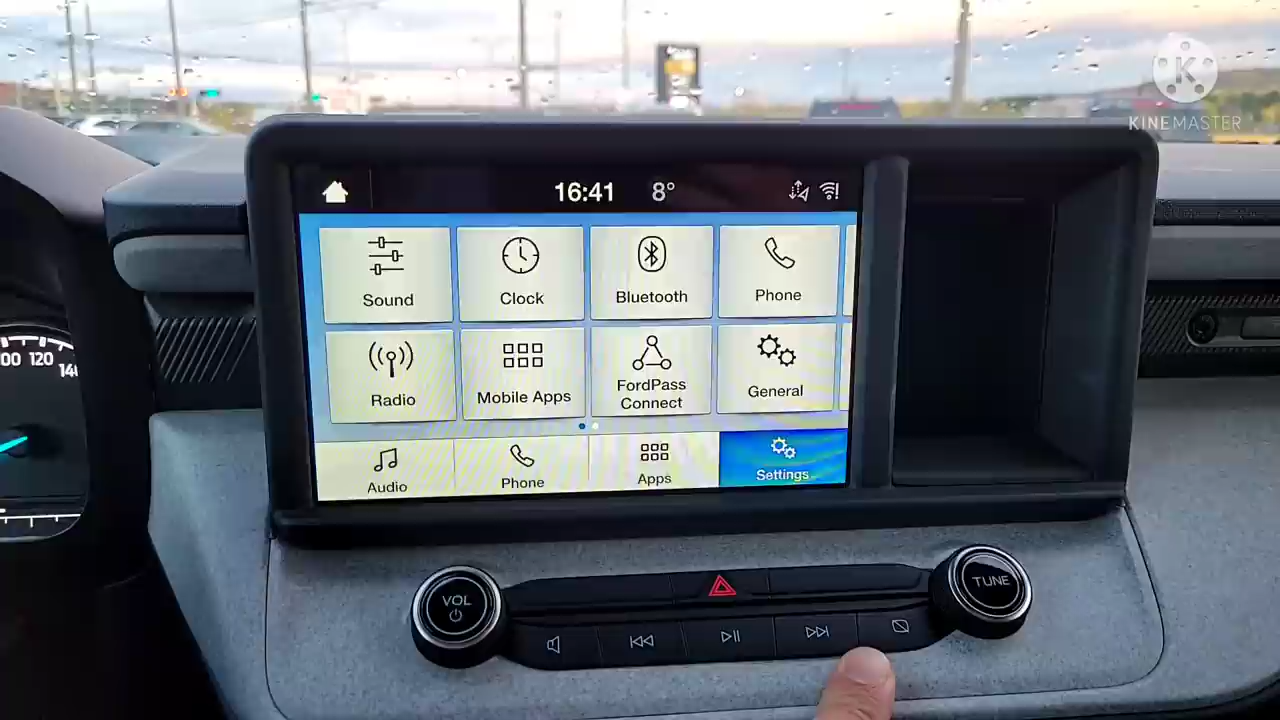 K
KINEMASTER
16:41 8°
Sound Clock Bluetooth Phone
Radio Mobile Apps FordPass
Connect General
Audio Phone Apps Settings
00 120
VOL
TUNE